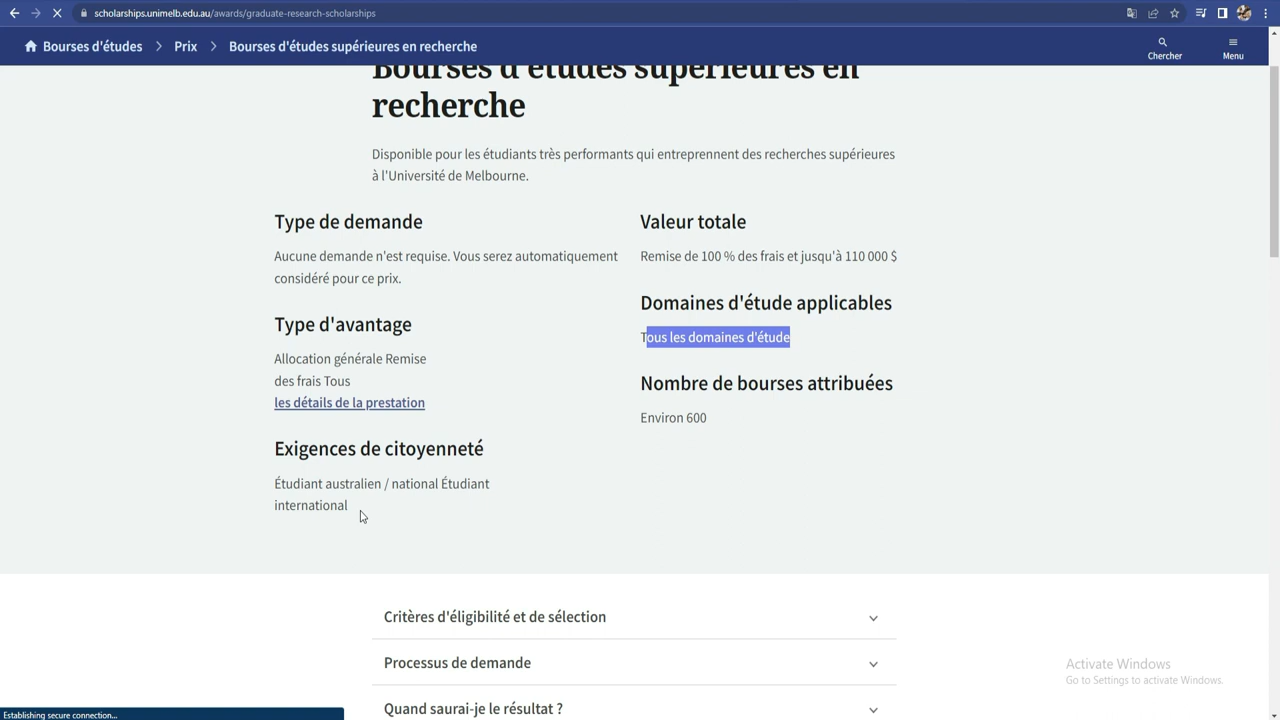 scholarships.unimelb.edu.au/awards/graduate-research-scholarships
Bourses d'études > Prix > Bourses d'études supérieures en recherche
Chercher
Menu
Bourses d'études supérieures en
recherche
Disponible pour les étudiants très performants qui entreprennent des recherches supérieures
à l'Université de Melbourne.
Type de demande
Aucune demande n'est requise. Vous serez automatiquement
considéré pour ce prix.
Type d'avantage
Allocation générale Remise
des frais Tous
les détails de la prestation
Exigences de citoyenneté
Étudiant australien / national Étudiant
international
Valeur totale
Remise de 100 % des frais et jusqu'à 110 000 $
Domaines d'étude applicables
Tous les domaines d'étude
Nombre de bourses attribuées
Environ 600
Critères d'éligibilité et de sélection
Processus de demande
Quand saurai-je le résultat ?
Activate Windows
Go to Settings to activate Windows.
Establishing secure connection...